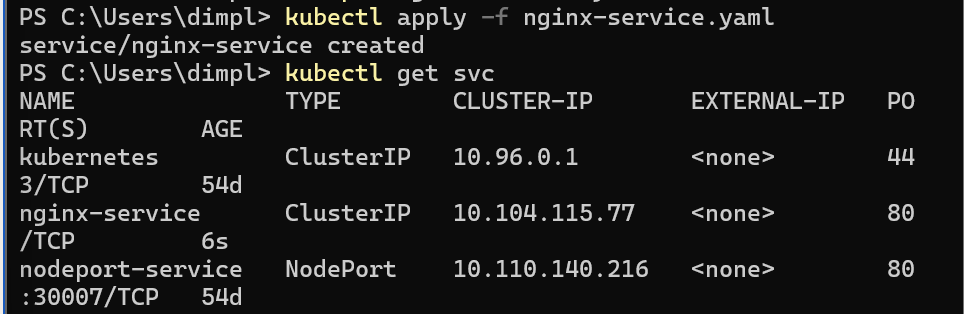 PS C:\Users\dimpl> kubectl apply -f nginx-service.yaml
service/nginx-service created
PS C:\Users\dimpl> kubectl get svc
NAME               TYPE        CLUSTER-IP       EXTERNAL-IP   PO
RT(S)        AGE
kubernetes         ClusterIP   10.96.0.1        <none>        44
3/TCP        54d
nginx-service      ClusterIP   10.104.115.77    <none>        80
/TCP         6s
nodeport-service   NodePort    10.110.140.216   <none>        80
:30007/TCP   54d